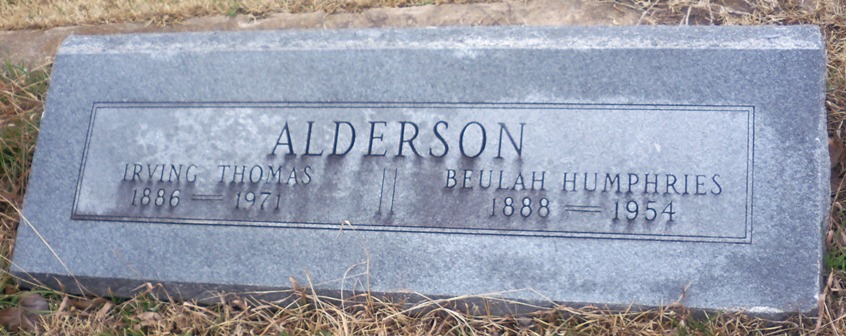 ALDERSON
IRVING THOMAS
1886 — 1971
BEULAH HUMPHRIES
1888 — 1954